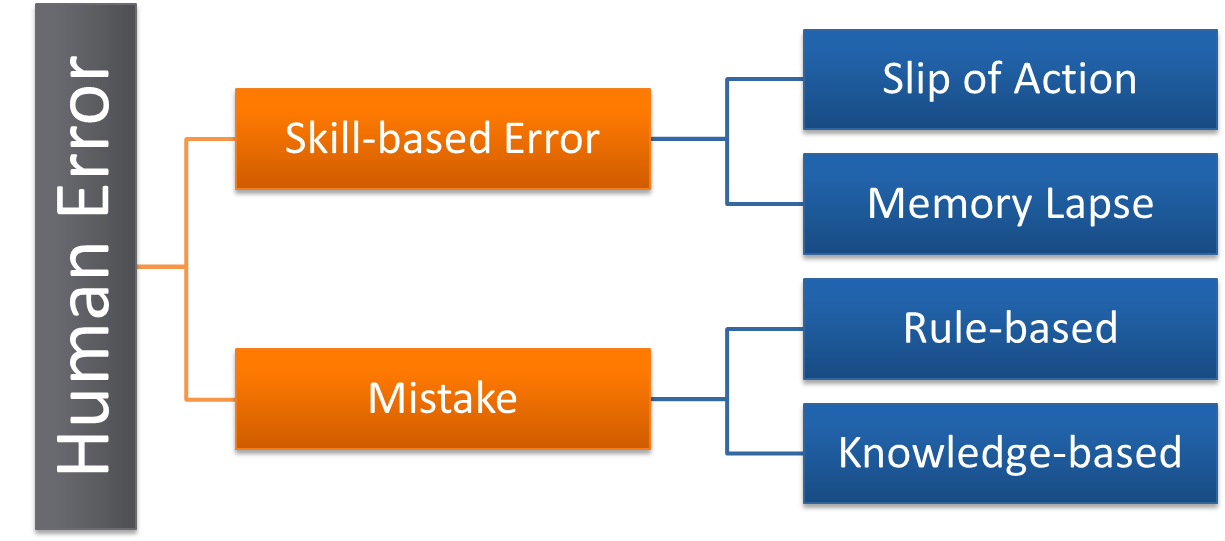 Human Error
Skill-based Error
Slip of Action
Memory Lapse
Mistake
Rule-based
Knowledge-based